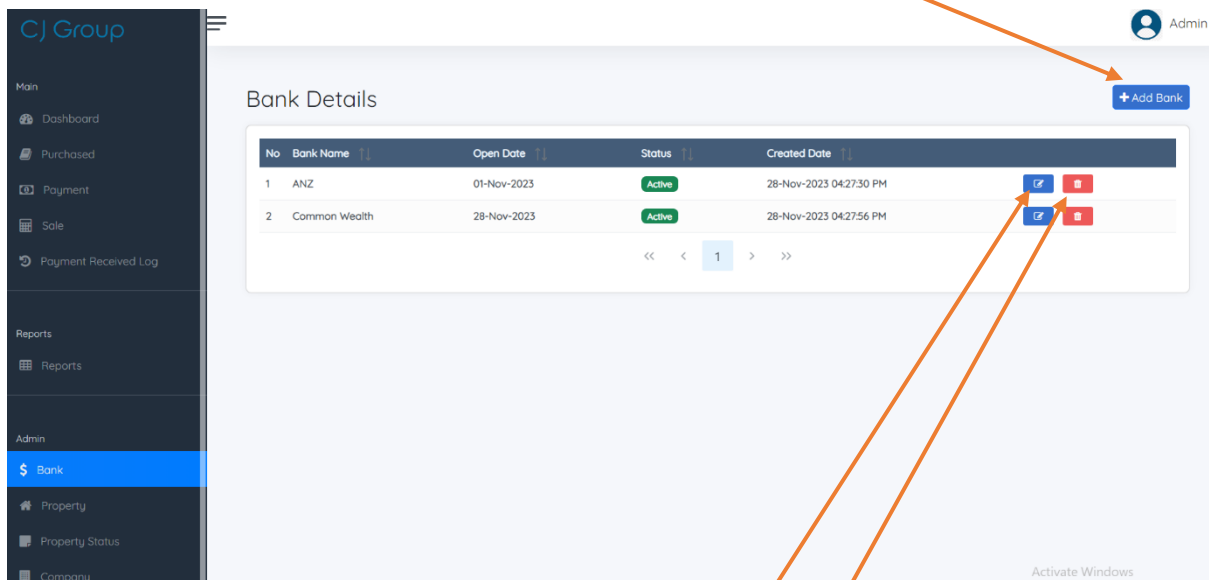 CJ Group
Admin
Main
Dashboard
Purchased
Payment
Sale
Payment Received Log
Reports
Reports
Admin
$ Bank
Property
Property Status
Company
Bank Details
+ Add Bank
No Bank Name Open Date Status Created Date
1 ANZ 01-Nov-2023 Active 28-Nov-2023 04:27:30 PM
2 Common Wealth 28-Nov-2023 Active 28-Nov-2023 04:27:56 PM
<< < 1 > >>
Activate Windows